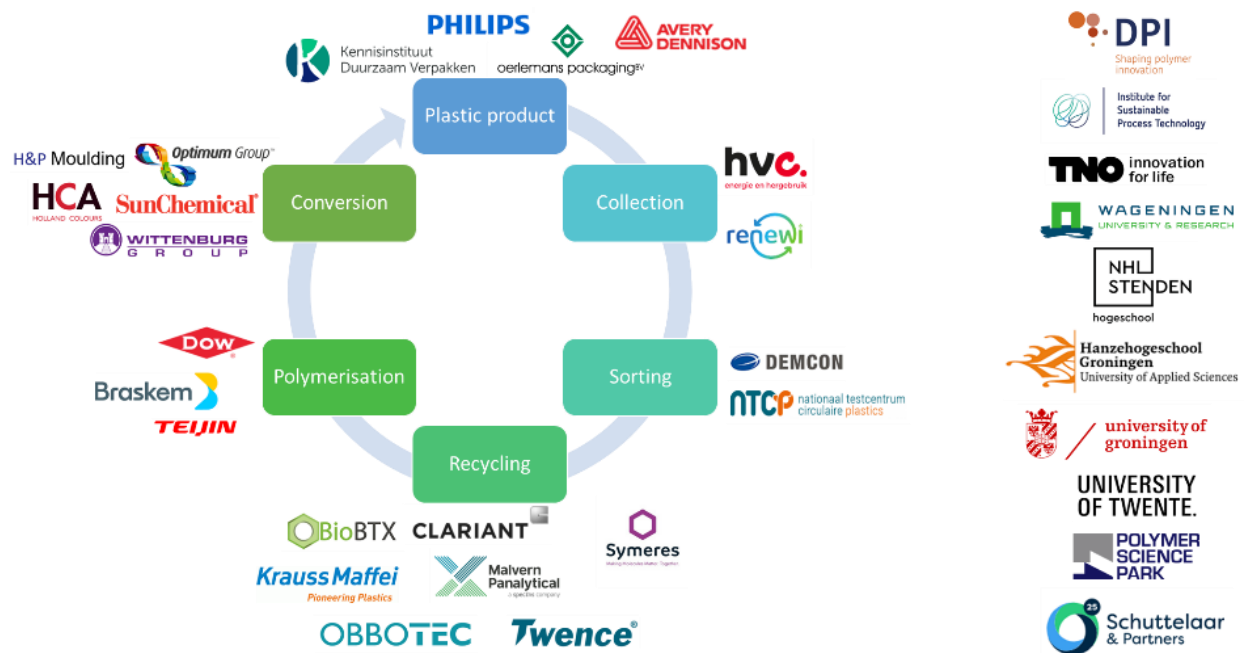 PHILIPS
AVERY
DENNISON
Kennisinstituut
Duurzaam Verpakken
oerlemans packaging BV
Plastic product
H&P Moulding
Optimum Group™
HCA
HOLLAND COLOURS
SunChemical®
WITTENBURG
GROUP
Conversion
Collection
hvc.
energie en hergebruik
renewi
Dow
Braskem
TEIJIN
Polymerisation
Sorting
DEMCON
NTCP nationaal testcentrum
circulaire plastics
Recycling
BioBTX
CLARIANT
Symeres
Krauss Maffei
Pioneering Plastics
Malvern
Panalytical
a spectris company
OBBOTEC
Twence®
DPI
Shaping polymer
innovation
Institute for
Sustainable
Process Technology
TNO innovation
for life
WAGENINGEN
UNIVERSITY & RESEARCH
NHL
STENDEN
hogeschool
Hanzehogeschool
Groningen
University of Applied Sciences
university of
groningen
UNIVERSITY
OF TWENTE.
POLYMER
SCIENCE
PARK
25
Schuttelaar
& Partners